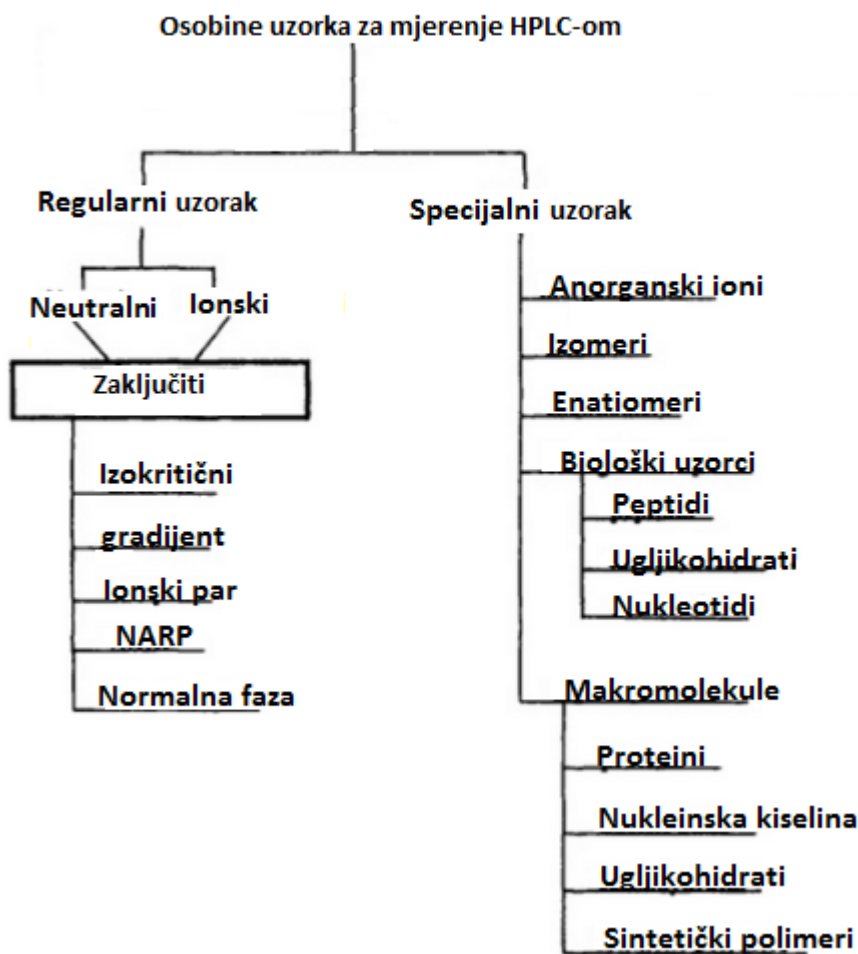 Osobine uzorka za mjerenje HPLC-om
Regularni uzorak
Neutralni
Ionski
Zaključiti
Izokritični
gradijent
Ionski par
NARP
Normalna faza
Specijalni uzorak
Anorganski ioni
Izomeri
Enatiomeri
Biološki uzorci
Peptidi
Ugljikohidrati
Nukleotidi
Makromolekule
Proteini
Nukleinska kiselina
Ugljikohidrati
Sintetički polimeri